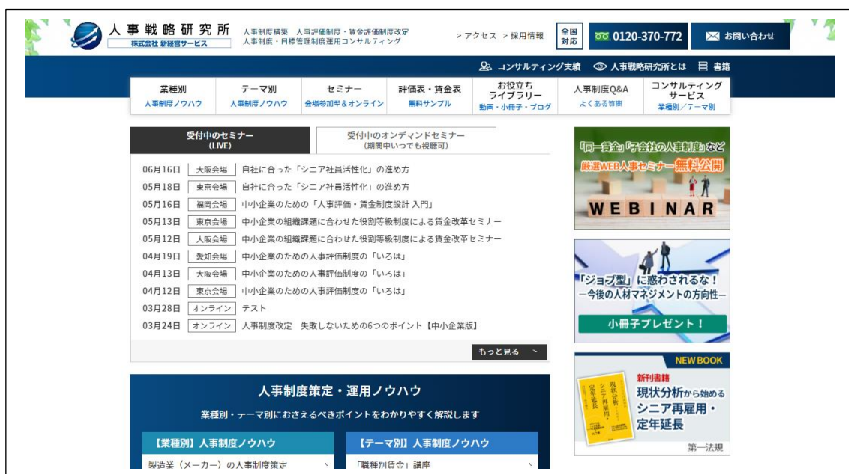 人事戦略研究所
株式会社 新経営サービス
人事制度構築 人事評価制度・賃金評価制度改定
人事制度・目標管理制度運用コンサルティング
> アクセス > 採用情報
全国
対応
0120-370-772
お問い合わせ
コンサルティング実績
人事戦略研究所とは
書籍
業種別
人事制度ノウハウ
テーマ別
人事制度ノウハウ
セミナー
会場参加型&オンライン
評価表・賃金表
無料サンプル
お役立ち
ライブラリー
動画・小冊子・ブログ
人事制度Q&A
よくある質問
コンサルティング
サービス
業種別/テーマ別
受付中のセミナー
(LIVE)
受付中のオンデマンドセミナー
(期間中いつでも視聴可)
06月16日 大阪会場 自社に合った「シニア社員活性化」の進め方
05月18日 東京会場 自社に合った「シニア社員活性化」の進め方
05月16日 福岡会場 中小企業のための「人事評価・賃金制度設計入門」
05月13日 東京会場 中小企業の組織課題に合わせた役割等級制度による賃金改革セミナー
05月12日 大阪会場 中小企業の組織課題に合わせた役割等級制度による賃金改革セミナー
04月19日 愛知会場 中小企業のための人事評価制度の「いろは」
04月13日 大阪会場 中小企業のための人事評価制度の「いろは」
04月12日 東京会場 中小企業のための人事評価制度の「いろは」
03月28日 オンライン テスト
03月24日 オンライン 人事制度改定 失敗しないための6つのポイント【中小企業版】
もっと見る
人事制度策定・運用ノウハウ
業種別・テーマ別におさえるべきポイントをわかりやすく解説します
【業種別】人事制度ノウハウ
製造業(メーカー)の人事制度策定
【テーマ別】人事制度ノウハウ
「職種別賃金」講座
「同一賃金」「子会社の人事制度」など
厳選WEB人事セミナー無料公開
WEBINAR
「ジョブ型」に惑わされるな!
―今後の人材マネジメントの方向性―
小冊子プレゼント!
NEW BOOK
新刊書籍
現状分析から始める
シニア再雇用・
定年延長
第一法規